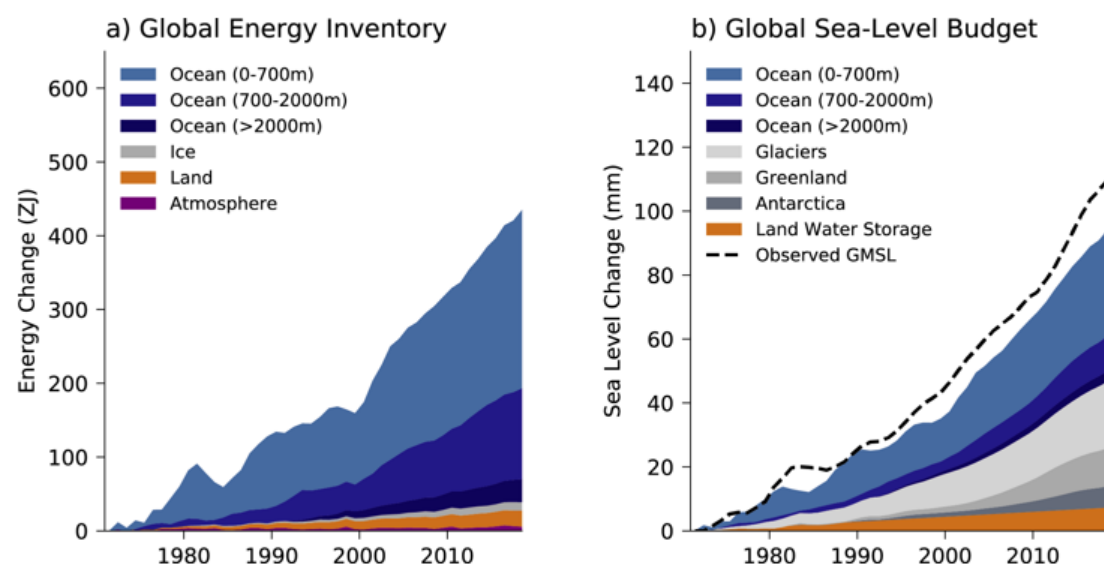 a) Global Energy Inventory
600
500
400
300
200
100
0
Energy Change (ZJ)
Ocean (0-700m)
Ocean (700-2000m)
Ocean (>2000m)
Ice
Land
Atmosphere
1980
1990
2000
2010
b) Global Sea-Level Budget
140
120
100
80
60
40
20
0
Sea Level Change (mm)
Ocean (0-700m)
Ocean (700-2000m)
Ocean (>2000m)
Glaciers
Greenland
Antarctica
Land Water Storage
Observed GMSL
1980
1990
2000
2010